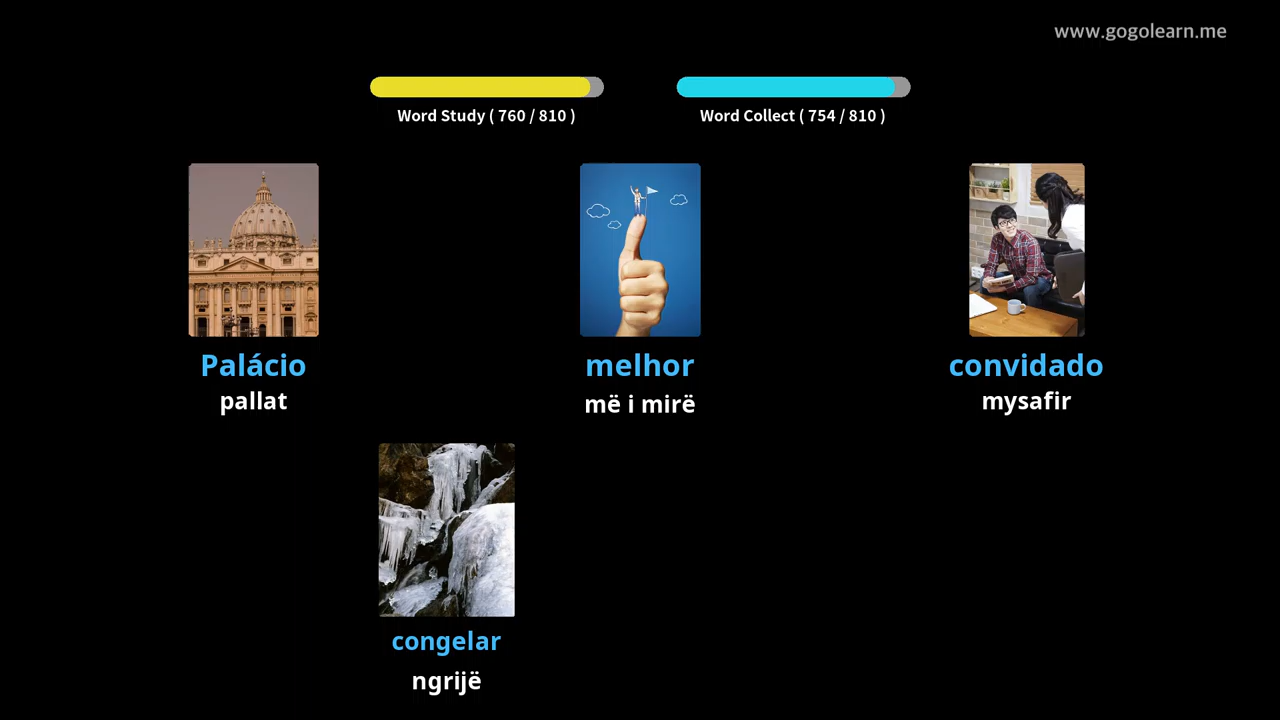 www.gogolearn.me
Word Study ( 760 / 810 )
Word Collect ( 754 / 810 )
Palácio
pallat
melhor
më i mirë
convidado
mysafir
congelar
ngrijë